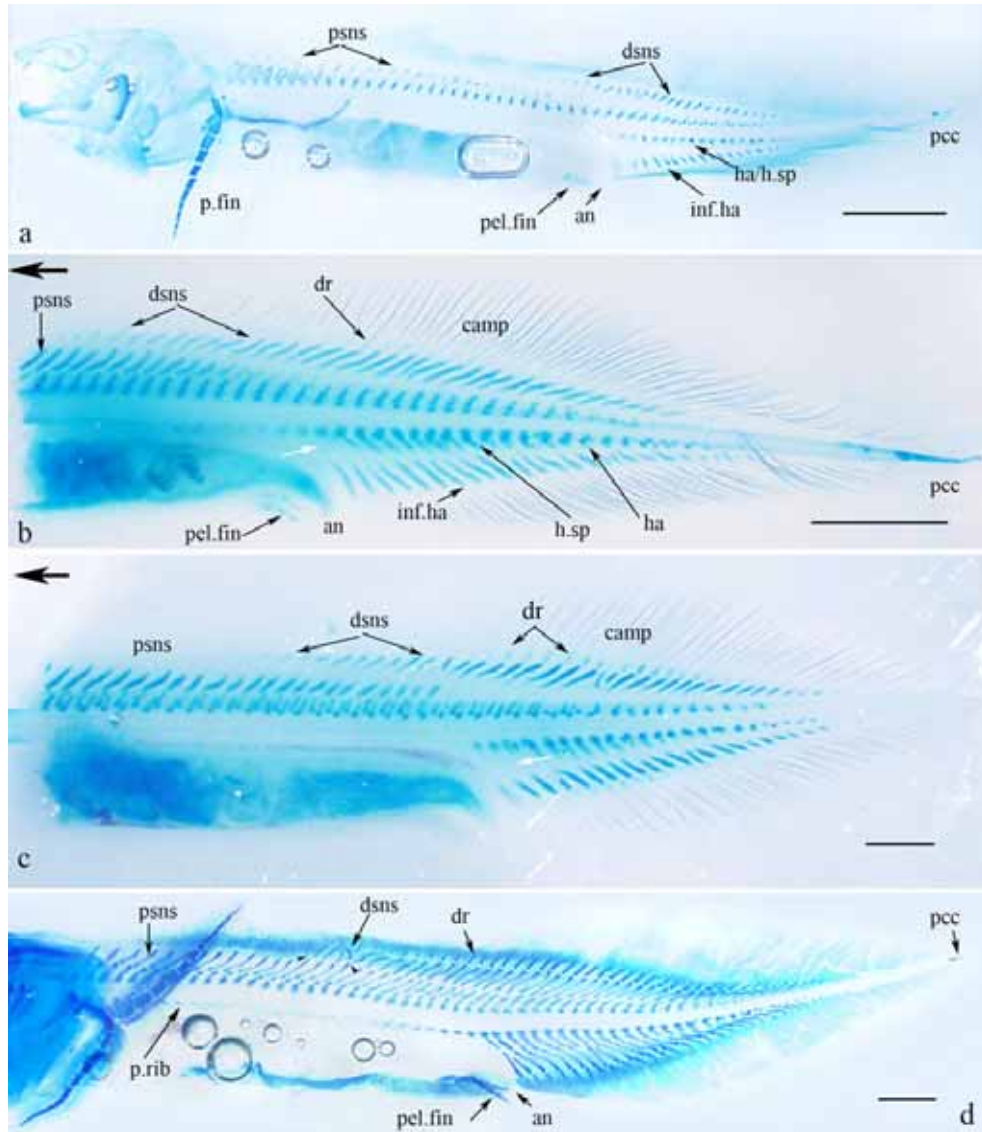 psns
dsns
pcc
ha/h.sp
p.fin
inf.ha
pel.fin
an
a
psns
dsns
dr
camp
pcc
inf.ha
h.sp
ha
pel.fin
an
b
psns
dsns
dr
camp
c
psns
dsns
dr
pcc
p.rib
pel.fin
an
d